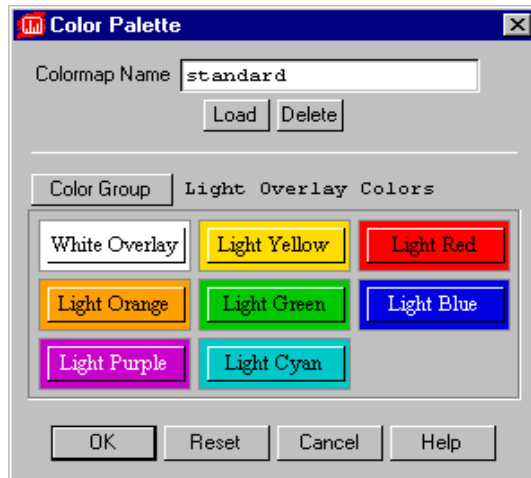 Color Palette
Colormap Name standard
Load Delete
Color Group Light Overlay Colors
White Overlay Light Yellow Light Red
Light Orange Light Green Light Blue
Light Purple Light Cyan
OK Reset Cancel Help